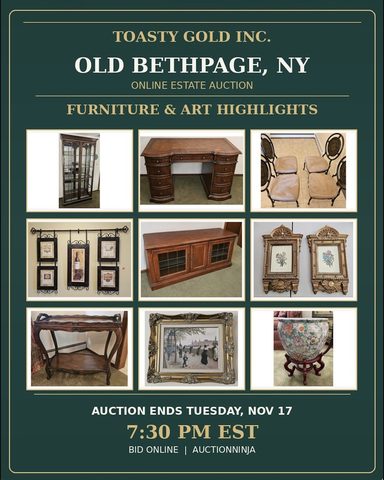 TOASTY GOLD INC.
OLD BETHPAGE, NY
ONLINE ESTATE AUCTION
FURNITURE & ART HIGHLIGHTS
AUCTION ENDS TUESDAY, NOV 17
7:30 PM EST
BID ONLINE | AUCTIONNINJA